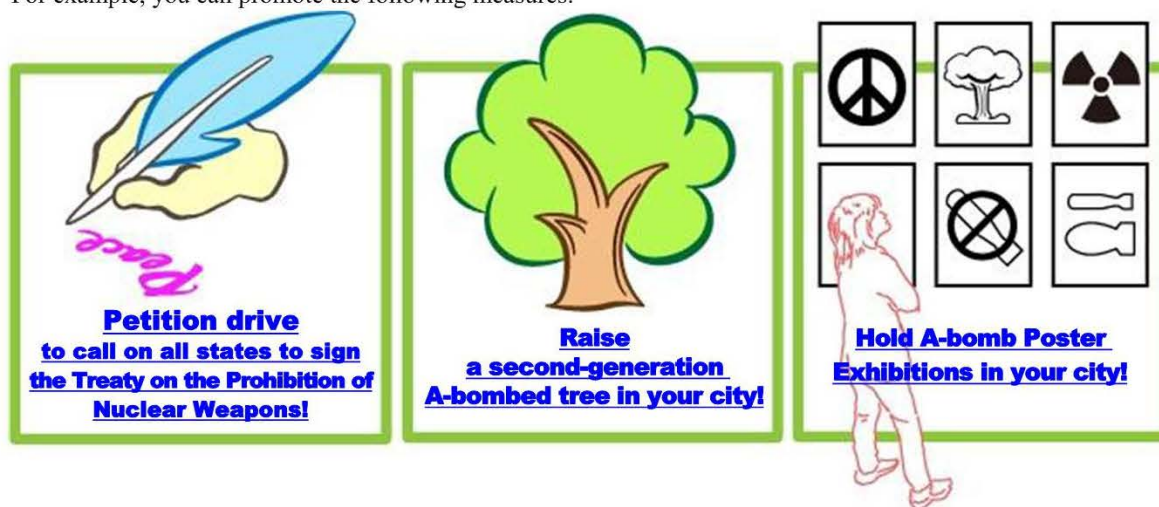 For example, you can promote the following measures:
Peace
Petition drive
to call on all states to sign
the Treaty on the Prohibition of
Nuclear Weapons!
Raise
a second-generation
A-bombed tree in your city!
Hold A-bomb Poster
Exhibitions in your city!